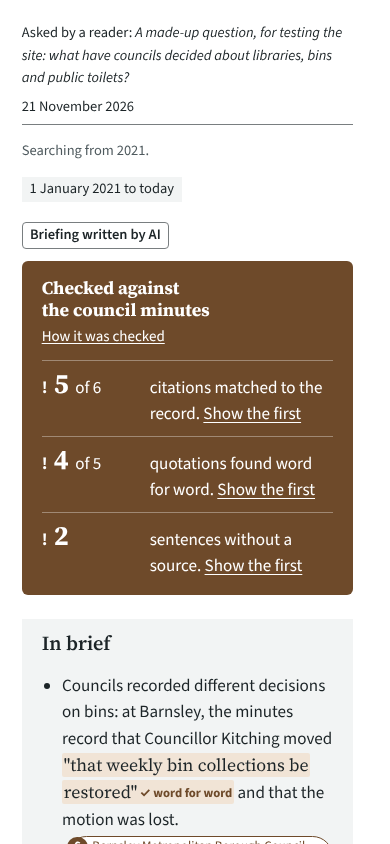 Asked by a reader: A made-up question, for testing the
site: what have councils decided about libraries, bins
and public toilets?
21 November 2026
Searching from 2021.
1 January 2021 to today
Briefing written by AI
Checked against
the council minutes
How it was checked
! 5 of 6 citations matched to the
record. Show the first
! 4 of 5 quotations found word
for word. Show the first
! 2 sentences without a
source. Show the first
In brief
• Councils recorded different decisions
on bins: at Barnsley, the minutes
record that Councillor Kitching moved
"that weekly bin collections be
restored" ✓ word for word and that the
motion was lost.
Barnsley Metropolitan Borough Council